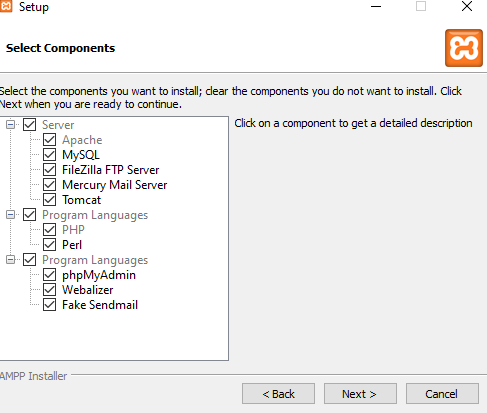 Setup
Select Components
Select the components you want to install; clear the components you do not want to install. Click
Next when you are ready to continue.
Server
Apache
MySQL
FileZilla FTP Server
Mercury Mail Server
Tomcat
Program Languages
PHP
Perl
Program Languages
phpMyAdmin
Webalizer
Fake Sendmail
Click on a component to get a detailed description
AMPP Installer
< Back
Next >
Cancel